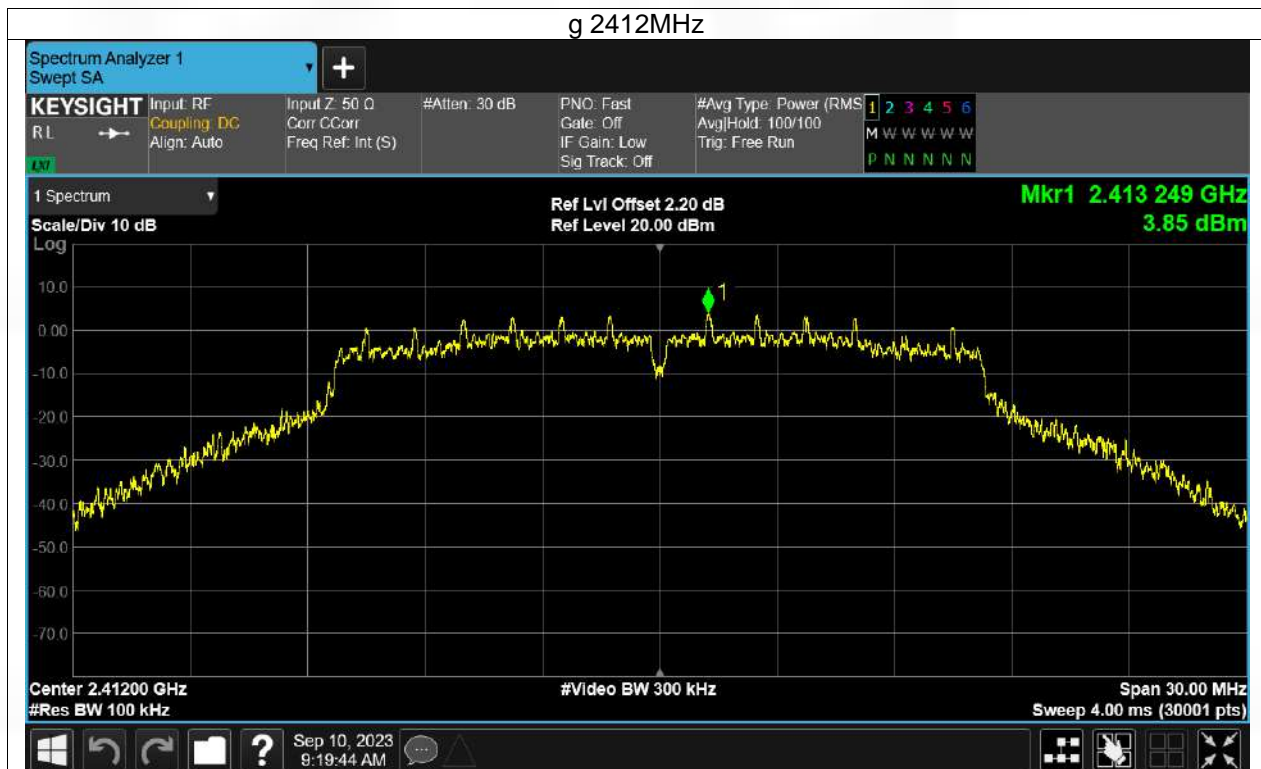 g 2412MHz
Spectrum Analyzer 1
Swept SA
+
KEYSIGHT
RL
LXI
Input: RF
Coupling: DC
Align: Auto
Input Z: 50 Ω
Corr CCorr
Freq Ref: Int (S)
#Atten: 30 dB
PNO: Fast
Gate: Off
IF Gain: Low
Sig Track: Off
#Avg Type: Power (RMS
Avg|Hold: 100/100
Trig: Free Run
1 2 3 4 5 6
M W W W W W
P N N N N N
1 Spectrum
Scale/Div 10 dB
Ref Lvl Offset 2.20 dB
Ref Level 20.00 dBm
Mkr1 2.413 249 GHz
3.85 dBm
Log
10.0
0.00
-10.0
-20.0
-30.0
-40.0
-50.0
-60.0
-70.0
1
Center 2.41200 GHz
#Res BW 100 kHz
#Video BW 300 kHz
Span 30.00 MHz
Sweep 4.00 ms (30001 pts)
?
Sep 10, 2023
9:19:44 AM